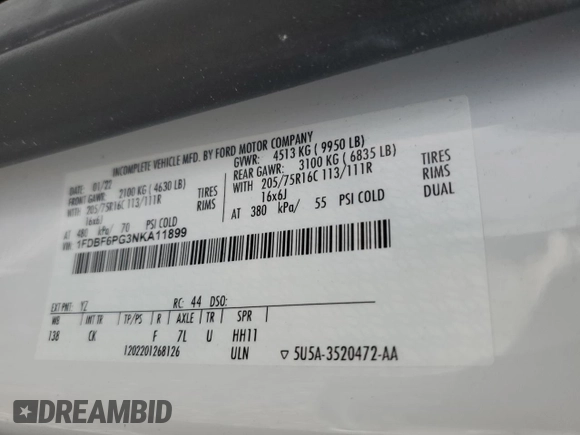 INCOMPLETE VEHICLE MFD. BY FORD MOTOR COMPANY
DATE: 01/22 GVWR: 4513 KG ( 9950 LB)
FRONT GAWR: 2100 KG ( 4630 LB) REAR GAWR: 3100 KG ( 6835 LB)
WITH 205/75R16C 113/111R TIRES WITH 205/75R16C 113/111R TIRES
16x6J RIMS 16x6J RIMS
AT 480 kPa/ 70 PSI COLD AT 380 kPa/ 55 PSI COLD DUAL
VIN: 1FDBF6PG3NKA11899
EXT PNT: YZ RC: 44 DSO:
WB INT TR TP/PS R AXLE TR SPR
138 CK F 7L U HH11
1202201268126 ULN ▽ 5U5A-3520472-AA
DREAMBID